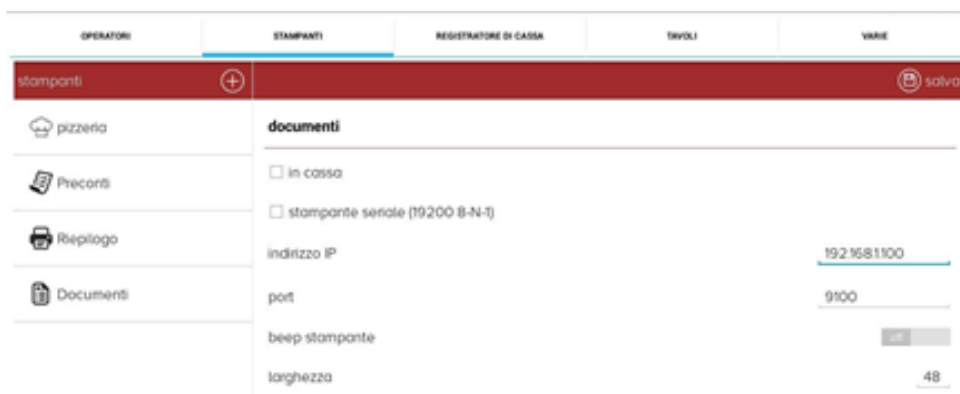 OPERATORI STAMPANTI REGISTRATORE DI CASSA TAVOLI VARIE
stampanti salva
pizzeria
Preconti
Riepilogo
Documenti
documenti
in cassa
stampante seriale (19200 8-N-1)
indirizzo IP 192.168.1.100
port 9100
beep stampante off
larghezza 48